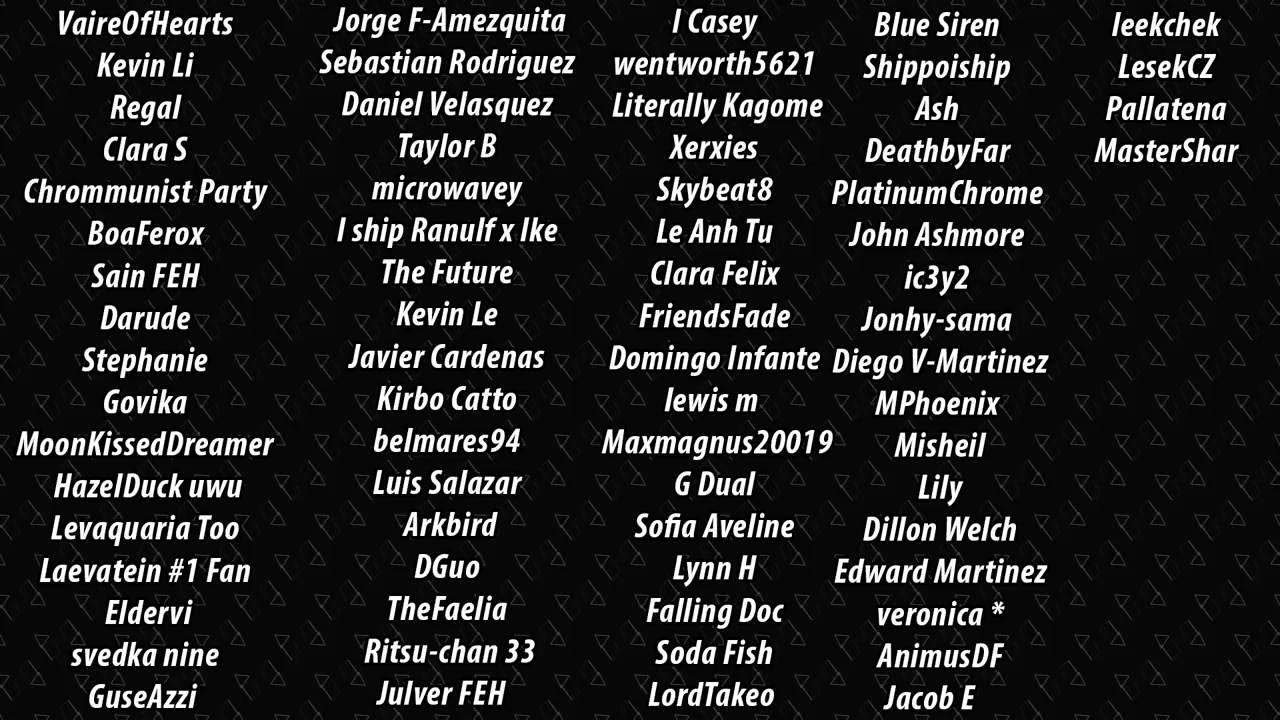 VaireOfHearts
Kevin Li
Regal
Clara S
Chrommunist Party
BoaFerox
Sain FEH
Darude
Stephanie
Govika
MoonKissedDreamer
HazelDuck uwu
Levaquaria Too
Laevatein #1 Fan
Eldervi
svedka nine
GuseAzzi
Jorge F-Amezquita
Sebastian Rodriguez
Daniel Velasquez
Taylor B
microwavey
I ship Ranulf x Ike
The Future
Kevin Le
Javier Cardenas
Kirbo Catto
belmares94
Luis Salazar
Arkbird
DGuo
TheFaelia
Ritsu-chan 33
Julver FEH
I Casey
wentworth5621
Literally Kagome
Xerxies
Skybeat8
Le Anh Tu
Clara Felix
FriendsFade
Domingo Infante
lewis m
Maxmagnus20019
G Dual
Sofia Aveline
Lynn H
Falling Doc
Soda Fish
LordTakeo
Blue Siren
Shippoiship
Ash
DeathbyFar
PlatinumChrome
John Ashmore
ic3y2
Jonhy-sama
Diego V-Martinez
MPhoenix
Misheil
Lily
Dillon Welch
Edward Martinez
veronica *
AnimusDF
Jacob E
leekchek
LesekCZ
Pallatena
MasterShar